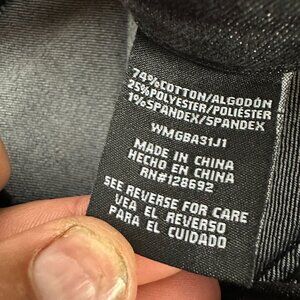 74%COTTON/ALGODÓN
25%POLYESTER/POLIÉSTER
1%SPANDEX/SPANDEX
WMGBA31J1
MADE IN CHINA
HECHO EN CHINA
RN#128692
SEE REVERSE FOR CARE
VEA EL REVERSO
PARA EL CUIDADO